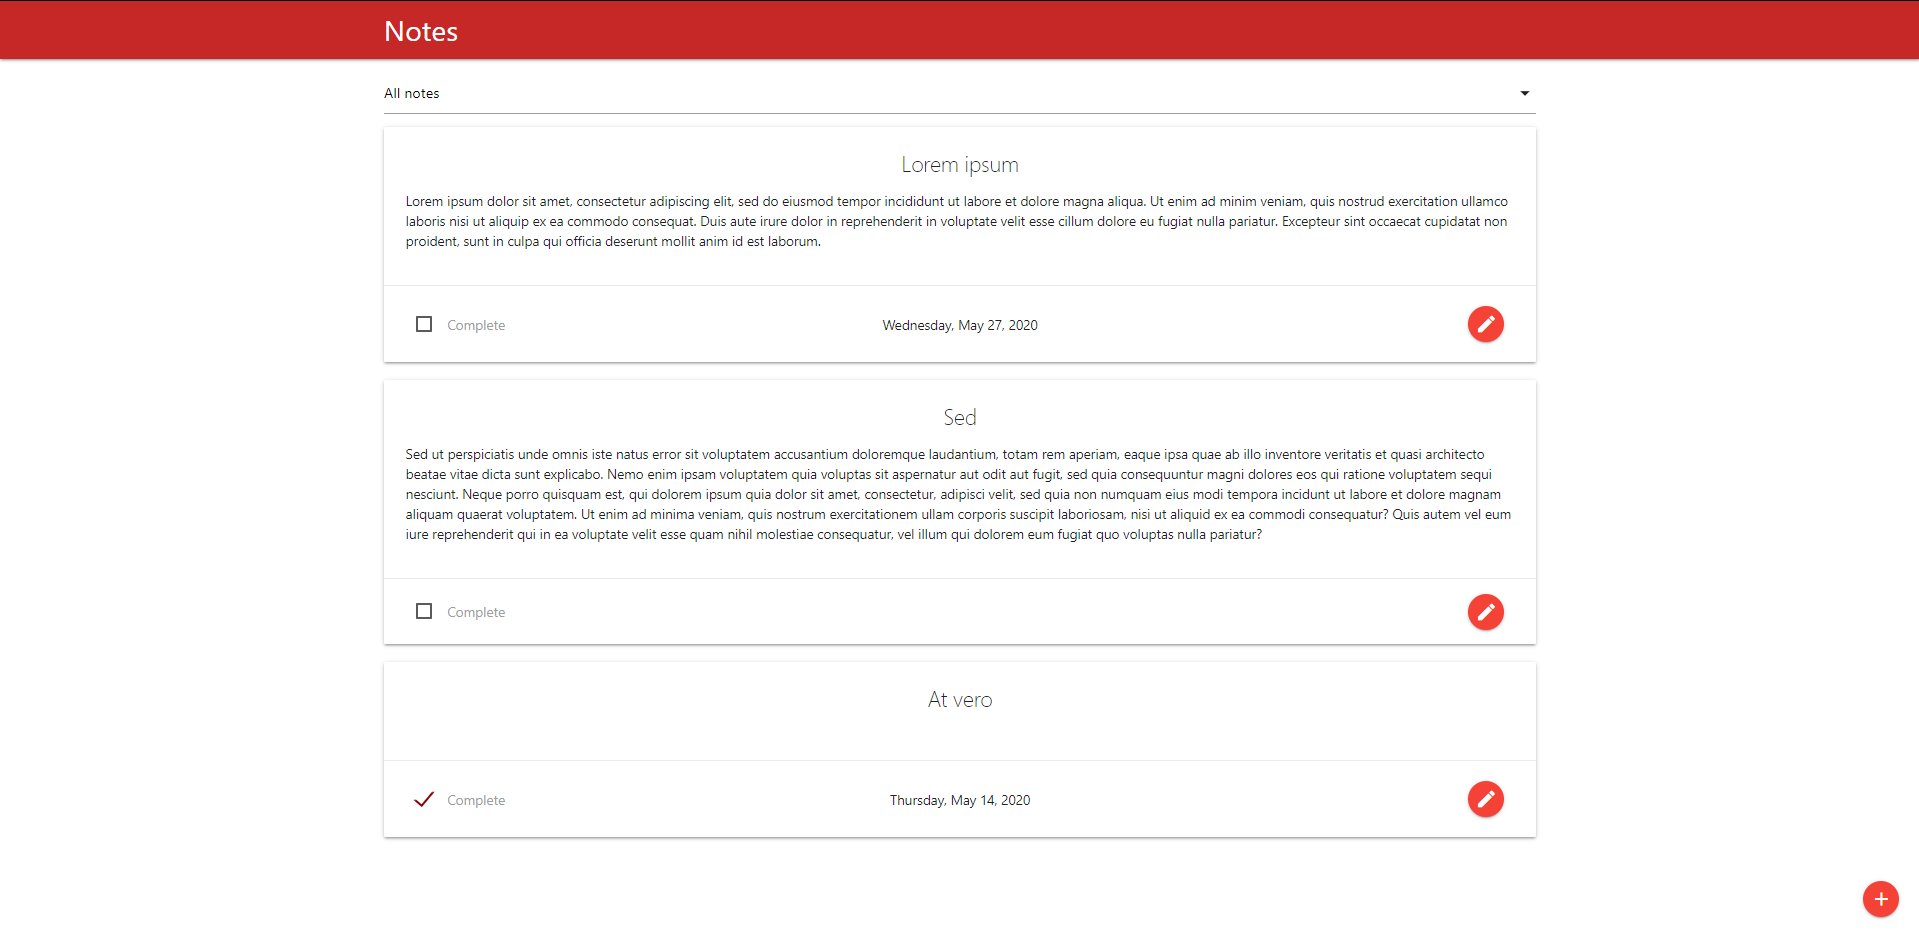 Notes
All notes
Lorem ipsum
Lorem ipsum dolor sit amet, consectetur adipiscing elit, sed do eiusmod tempor incididunt ut labore et dolore magna aliqua. Ut enim ad minim veniam, quis nostrud exercitation ullamco
laboris nisi ut aliquip ex ea commodo consequat. Duis aute irure dolor in reprehenderit in voluptate velit esse cillum dolore eu fugiat nulla pariatur. Excepteur sint occaecat cupidatat non
proident, sunt in culpa qui officia deserunt mollit anim id est laborum.
Complete
Wednesday, May 27, 2020
Sed
Sed ut perspiciatis unde omnis iste natus error sit voluptatem accusantium doloremque laudantium, totam rem aperiam, eaque ipsa quae ab illo inventore veritatis et quasi architecto
beatae vitae dicta sunt explicabo. Nemo enim ipsam voluptatem quia voluptas sit aspernatur aut odit aut fugit, sed quia consequuntur magni dolores eos qui ratione voluptatem sequi
nesciunt. Neque porro quisquam est, qui dolorem ipsum quia dolor sit amet, consectetur, adipisci velit, sed quia non numquam eius modi tempora incidunt ut labore et dolore magnam
aliquam quaerat voluptatem. Ut enim ad minima veniam, quis nostrum exercitationem ullam corporis suscipit laboriosam, nisi ut aliquid ex ea commodi consequatur? Quis autem vel eum
iure reprehenderit qui in ea voluptate velit esse quam nihil molestiae consequatur, vel illum qui dolorem eum fugiat quo voluptas nulla pariatur?
Complete
At vero
Complete
Thursday, May 14, 2020